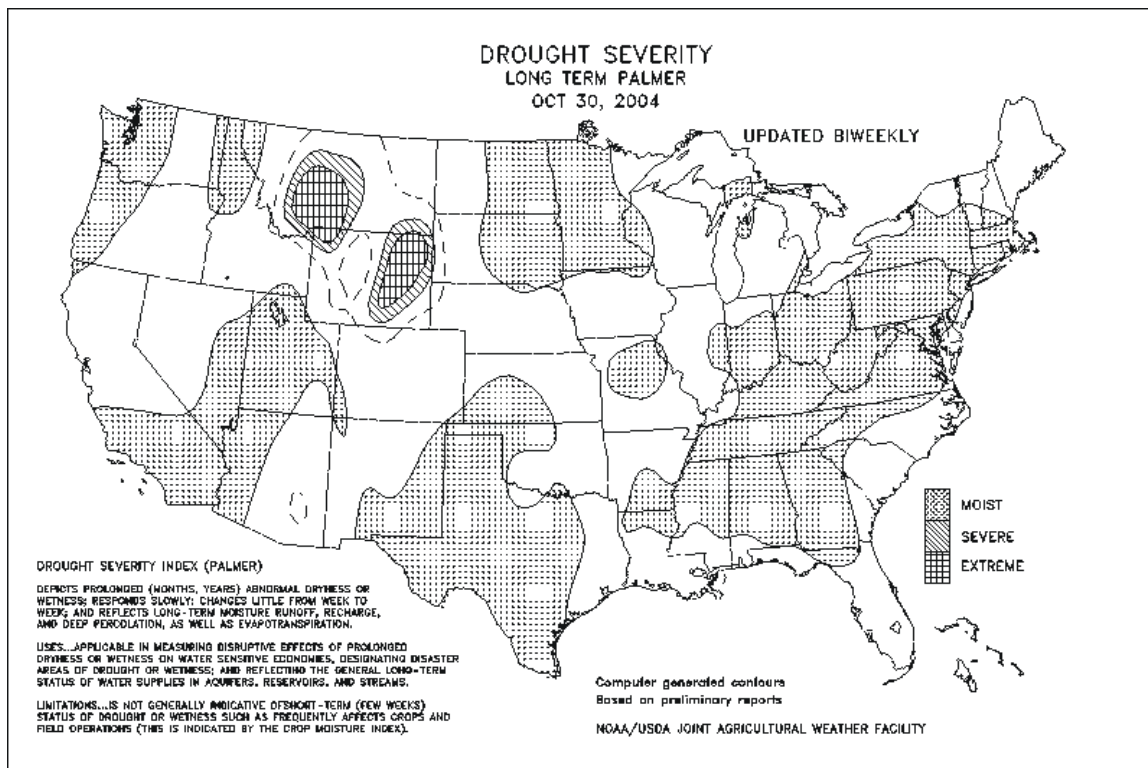 DROUGHT SEVERITY
LONG TERM PALMER
OCT 30, 2004
UPDATED BIWEEKLY
MOIST
SEVERE
EXTREME
DROUGHT SEVERITY INDEX (PALMER)
DEPICTS PROLONGED (MONTHS, YEARS) ABNORMAL DRYNESS OR
WETNESS; RESPONDS SLOWLY; CHANGES LITTLE FROM WEEK TO
WEEK; AND REFLECTS LONG-TERM MOISTURE RUNOFF, RECHARGE,
AND DEEP PERCOLATION, AS WELL AS EVAPOTRANSPIRATION.
USES...APPLICABLE IN MEASURING DISRUPTIVE EFFECTS OF PROLONGED
DRYNESS OR WETNESS ON WATER SENSITIVE ECONOMIES, DESIGNATING DISASTER
AREAS OF DROUGHT OR WETNESS; AND REFLECTING THE GENERAL LONG-TERM
STATUS OF WATER SUPPLIES IN AQUIFERS, RESERVOIRS, AND STREAMS.
LIMITATIONS...IS NOT GENERALLY INDICATIVE OFSHORT-TERM (FEW WEEKS)
STATUS OF DROUGHT OR WETNESS SUCH AS FREQUENTLY AFFECTS CROPS AND
FIELD OPERATIONS (THIS IS INDICATED BY THE CROP MOISTURE INDEX).
Computer generated contours
Based on preliminary reports
NOAA/USDA JOINT AGRICULTURAL WEATHER FACILITY